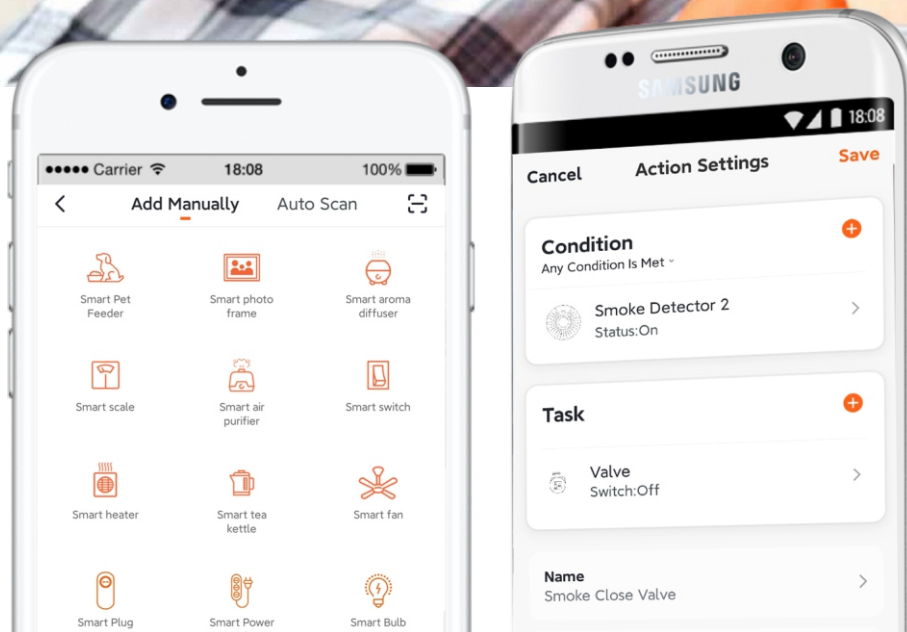 ●●●●● Carrier 18:08 100%
Add Manually Auto Scan
Smart Pet
Feeder
Smart photo
frame
Smart aroma
diffuser
Smart scale
Smart air
purifier
Smart switch
Smart heater
Smart tea
kettle
Smart fan
Smart Plug
Smart Power
Smart Bulb
SAMSUNG
18:08
Cancel Action Settings Save
Condition
Any Condition Is Met
Smoke Detector 2
Status:On
Task
Valve
Switch:Off
Name
Smoke Close Valve